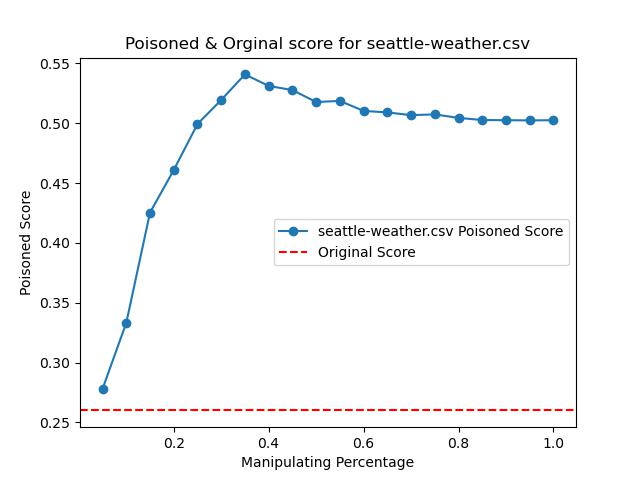 Poisoned & Orginal score for seattle-weather.csv
0.55
0.50
0.45
0.40
0.35
0.30
0.25
Poisoned Score
seattle-weather.csv Poisoned Score
Original Score
0.2 0.4 0.6 0.8 1.0
Manipulating Percentage